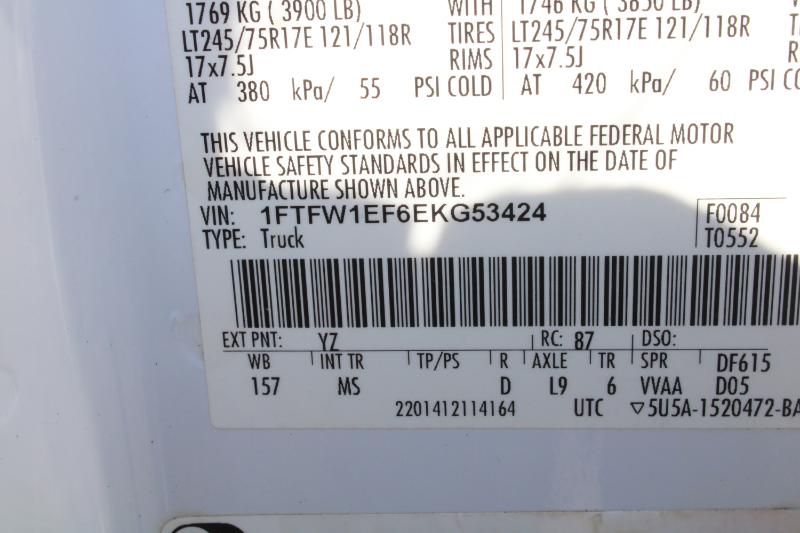 1769 KG ( 3900 LB) WITH 1746 KG ( 3850 LB)
LT245/75R17E 121/118R TIRES LT245/75R17E 121/118R
17x7.5J RIMS 17x7.5J
AT 380 kPa/ 55 PSI COLD AT 420 kPa/ 60 PSI CO
THIS VEHICLE CONFORMS TO ALL APPLICABLE FEDERAL MOTOR
VEHICLE SAFETY STANDARDS IN EFFECT ON THE DATE OF
MANUFACTURE SHOWN ABOVE.
VIN: 1FTFW1EF6EKG53424 F0084
TYPE: Truck T0552
EXT PNT: YZ RC: 87 DSO:
WB INT TR TP/PS R AXLE TR SPR DF615
157 MS D L9 6 VVAA D05
2201412114164 UTC ▽5U5A-1520472-BA